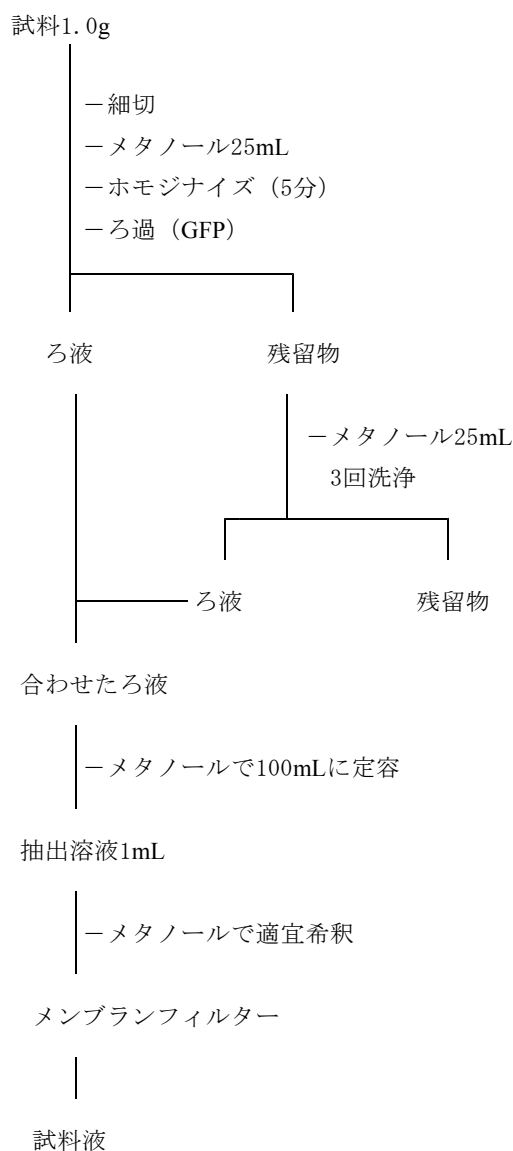 試料1.0g
－細切
－メタノール25mL
－ホモジナイズ（5分）
－ろ過（GFP）
ろ液
残留物
－メタノール25mL
3回洗浄
ろ液
残留物
合わせたろ液
－メタノールで100mLに定容
抽出溶液1mL
－メタノールで適宜希釈
メンブランフィルター
試料液